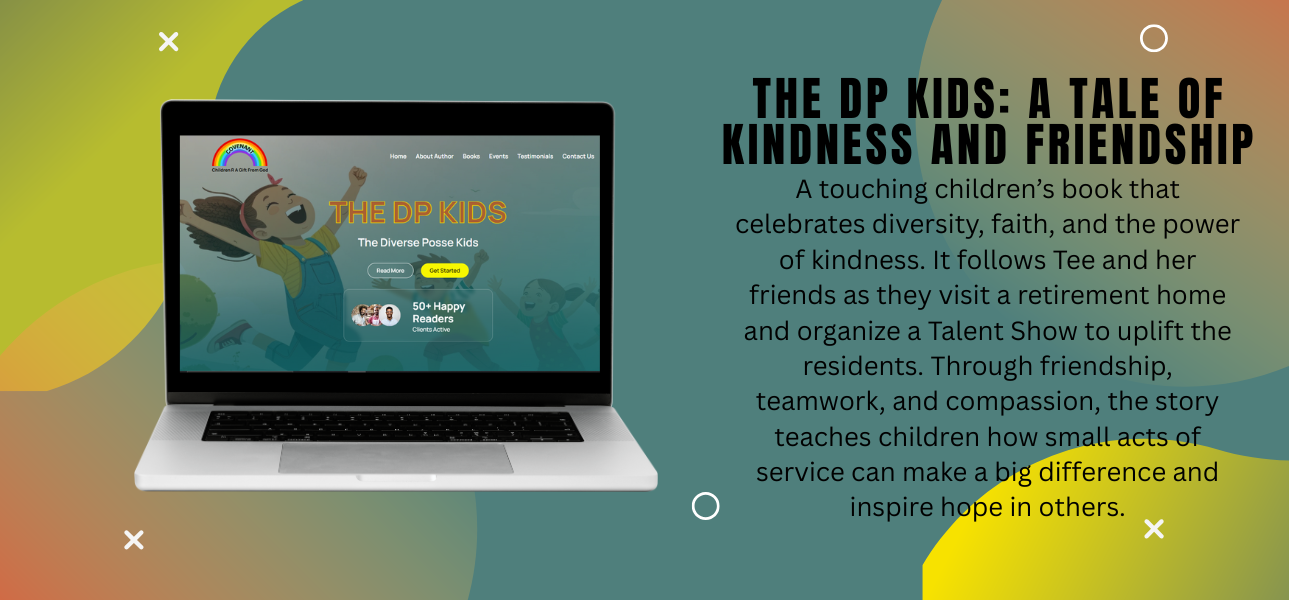 COVENANT
Children A Gift From God
Home About Author Books Events Testimonials Contact Us
THE DP KIDS
The Diverse Posse Kids
Read More Get Started
50+ Happy
Readers
Clients Active
THE DP KIDS: A TALE OF
KINDNESS AND FRIENDSHIP
A touching children’s book that
celebrates diversity, faith, and the power
of kindness. It follows Tee and her
friends as they visit a retirement home
and organize a Talent Show to uplift the
residents. Through friendship,
teamwork, and compassion, the story
teaches children how small acts of
service can make a big difference and
inspire hope in others.